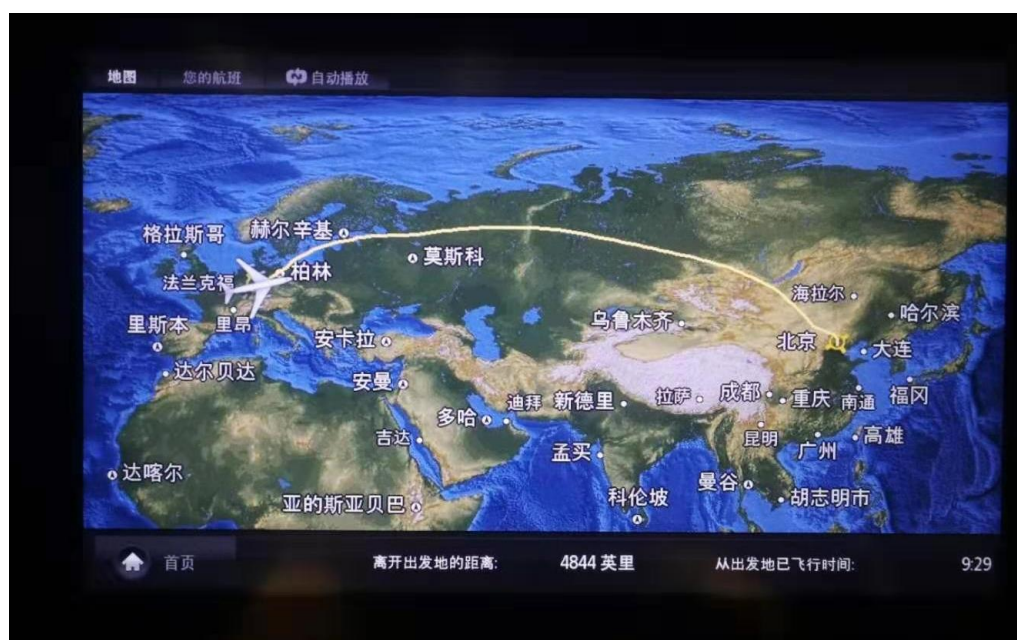 地图 您的航班 自动播放
格拉斯哥 赫尔辛基
莫斯科
柏林
法兰克福
海拉尔
哈尔滨
里斯本 里昂
乌鲁木齐
安卡拉
北京
大连
达尔贝达
安曼
迪拜 新德里 拉萨 成都 重庆 南通 福冈
多哈
吉达
昆明 广州 高雄
孟买
达喀尔
曼谷
亚的斯亚贝巴
科伦坡
胡志明市
首页 离开出发地的距离: 4844 英里 从出发地已飞行时间: 9:29